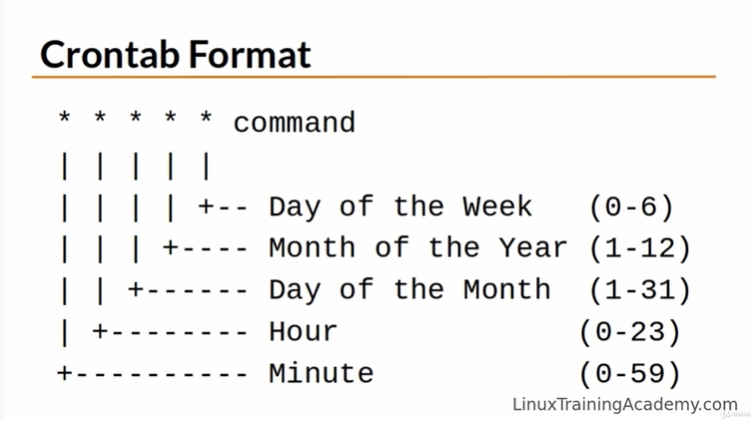 Crontab Format
* * * * * command
| | | | |
| | | | +-- Day of the Week   (0-6)
| | | +---- Month of the Year (1-12)
| | +------ Day of the Month  (1-31)
| +-------- Hour             (0-23)
+---------- Minute           (0-59)
LinuxTrainingAcademy.com